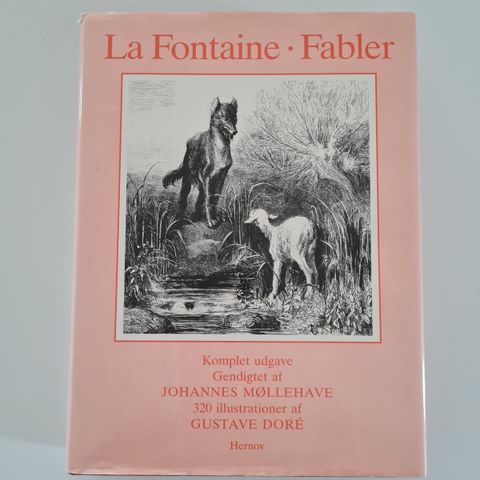 La Fontaine · Fabler
Komplet udgave
Gendigtet af
JOHANNES MØLLEHAVE
320 illustrationer af
GUSTAVE DORÉ
Hernov